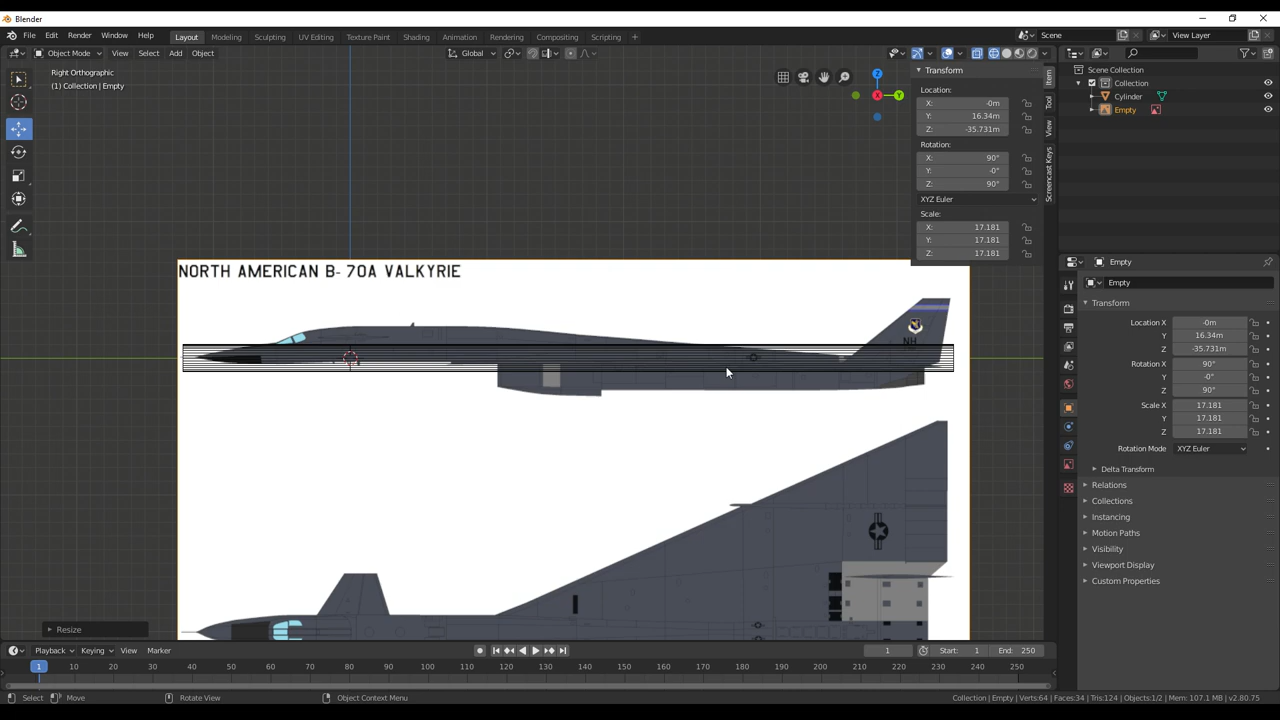 Blender
File Edit Render Window Help Layout Modeling Sculpting UV Editing Texture Paint Shading Animation Rendering Compositing Scripting + Scene View Layer
Object Mode View Select Add Object Global
Right Orthographic
(1) Collection | Empty
Z
Y
X
Transform
Location:
X: -0m
Y: 16.34m
Z: -35.731m
Rotation:
X: 90°
Y: -0°
Z: 90°
XYZ Euler
Scale:
X: 17.181
Y: 17.181
Z: 17.181
Item
Tool
View
Screencast Keys
Scene Collection
Collection
Cylinder
Empty
NORTH AMERICAN B- 70A VALKYRIE
NH
Empty
Empty
Transform
Location X -0m
Y 16.34m
Z -35.731m
Rotation X 90°
Y -0°
Z 90°
Scale X 17.181
Y 17.181
Z 17.181
Rotation Mode XYZ Euler
Delta Transform
Relations
Collections
Instancing
Motion Paths
Visibility
Viewport Display
Custom Properties
Resize
Playback Keying View Marker 1 Start: 1 End: 250
1 10 20 30 40 50 60 70 80 90 100 110 120 130 140 150 160 170 180 190 200 210 220 230 240 250
Select Move Rotate View Object Context Menu Collection | Empty | Verts:64 | Faces:34 | Tris:124 | Objects:1/2 | Mem: 107.1 MB | v2.80.75